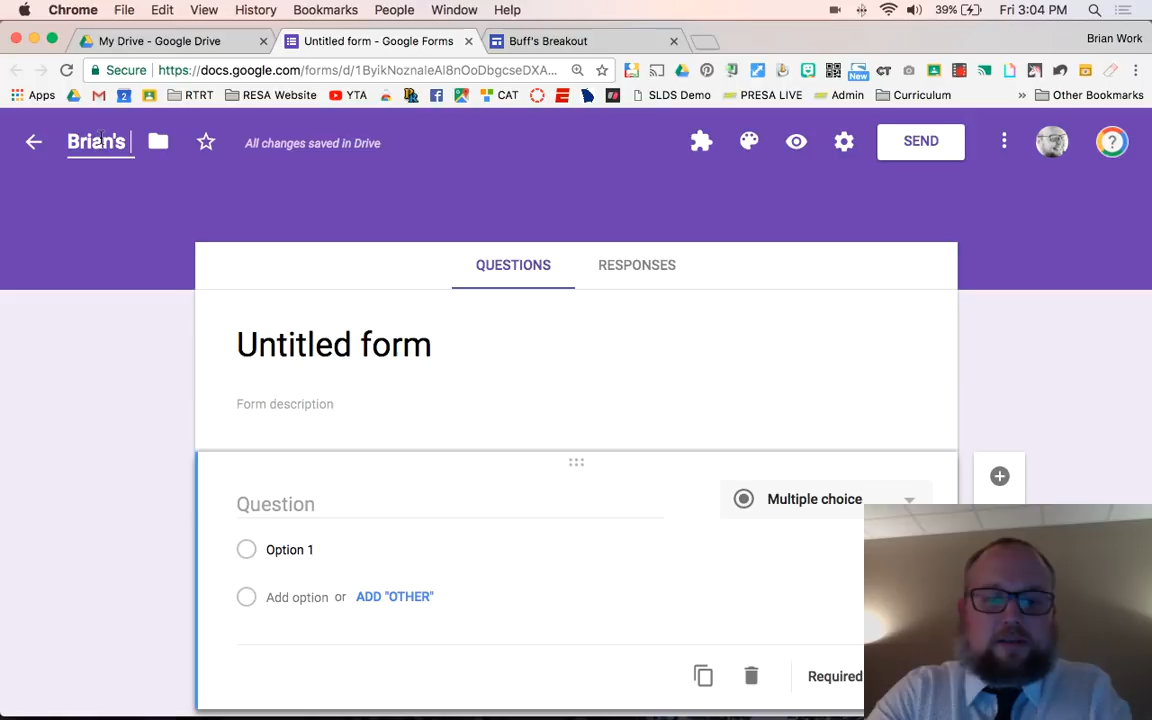 Chrome File Edit View History Bookmarks People Window Help 39% Fri 3:04 PM
My Drive - Google Drive Untitled form - Google Forms Buff's Breakout Brian Work
Secure https://docs.google.com/forms/d/1ByikNoznaleAl8nOoDbgcseDXA... New
Apps 2 RTRT RESA Website YTA CAT SLDS Demo PRESA LIVE Admin Curriculum » Other Bookmarks
Brian's All changes saved in Drive SEND
QUESTIONS RESPONSES
Untitled form
Form description
Question Multiple choice
Option 1
Add option or ADD "OTHER"
Required